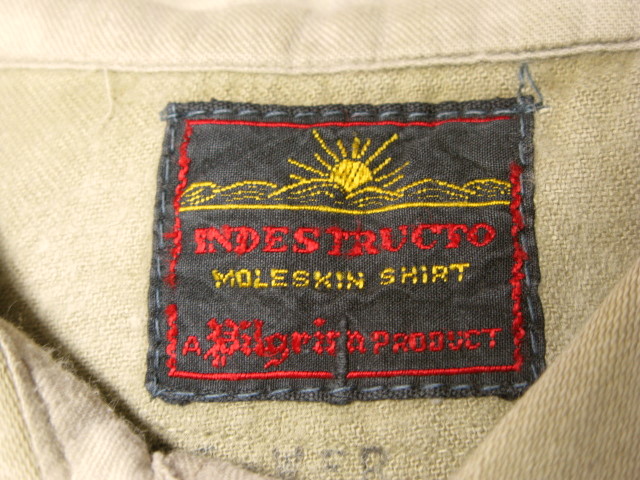 INDESTRUCTO
MOLESKIN SHIRT
A Pilgrim PRODUCT